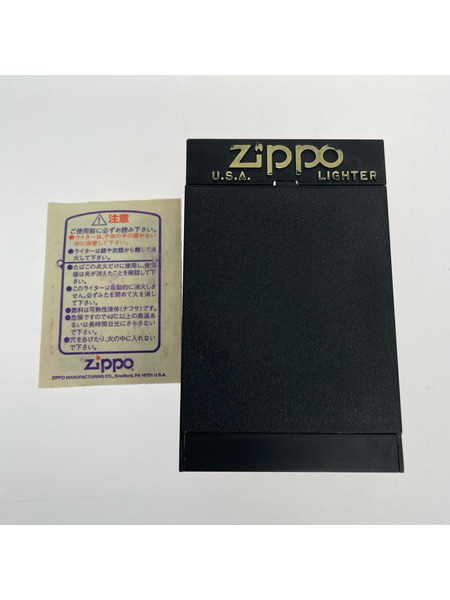 zippo
U.S.A. LIGHTER
注意
ご使用前に必ずお読み下さい。
●ライターは、子供の手の届かない
所に保管して下さい。
●ライターは顔や衣類から離して点
火して下さい。
●たばこの点火だけに使用し、使用
後は炎が消えたことを確認して下
さい。
●このライターは自動的に消火しま
せん。必ずふたを閉めて火を消し
て下さい。
●燃料は可燃性液体(ナフサ)です。
●危険ですので40℃以上の高温あ
るいは長時間日光にさらさない
で下さい。
●穴をあけたり、火の中に入れない
で下さい。
zippo
ZIPPO MANUFACTURING CO., Bradford, PA 16701 U.S.A.